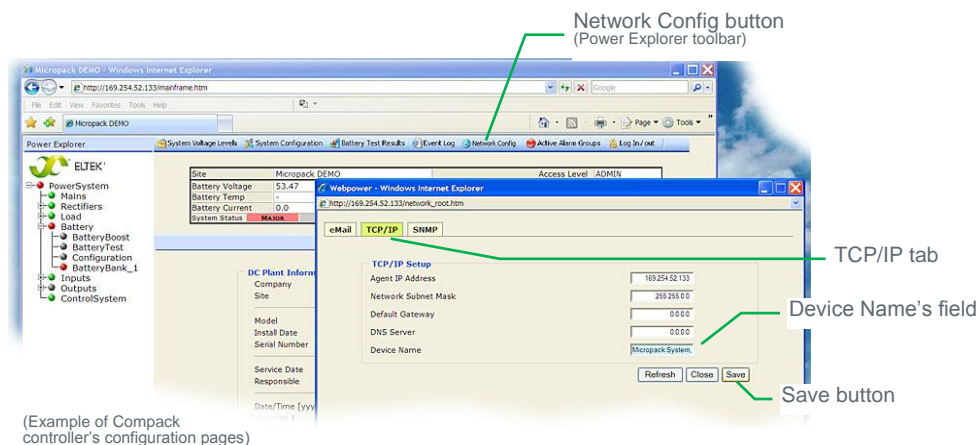 Network Config button
(Power Explorer toolbar)
Micropack DEMO - Windows Internet Explorer
http://169.254.52.133/mainframe.htm
Google
File Edit View Favorites Tools Help
Micropack DEMO
Page Tools
Power Explorer
System Voltage Levels System Configuration Battery Test Results Event Log Network Config Active Alarm Groups Log In/out
ELTEK
PowerSystem
Mains
Rectifiers
Load
Battery
BatteryBoost
BatteryTest
Configuration
BatteryBank_1
Inputs
Outputs
ControlSystem
Site Micropack DEMO Access Level ADMIN
Battery Voltage 53.47
Battery Temp -
Battery Current 0.0
System Status MAJOR
DC Plant Inform
Company
Site
Model
Install Date
Serial Number
Service Date
Responsible
Date/Time [yyy
Webpower - Windows Internet Explorer
http://169.254.52.133/network_root.htm
eMail TCP/IP SNMP
TCP/IP Setup
Agent IP Address 169.254.52.133
Network Subnet Mask 255.255.0.0
Default Gateway 0.0.0.0
DNS Server 0.0.0.0
Device Name Micropack System,
Refresh Close Save
TCP/IP tab
Device Name's field
Save button
(Example of Compack
controller's configuration pages)